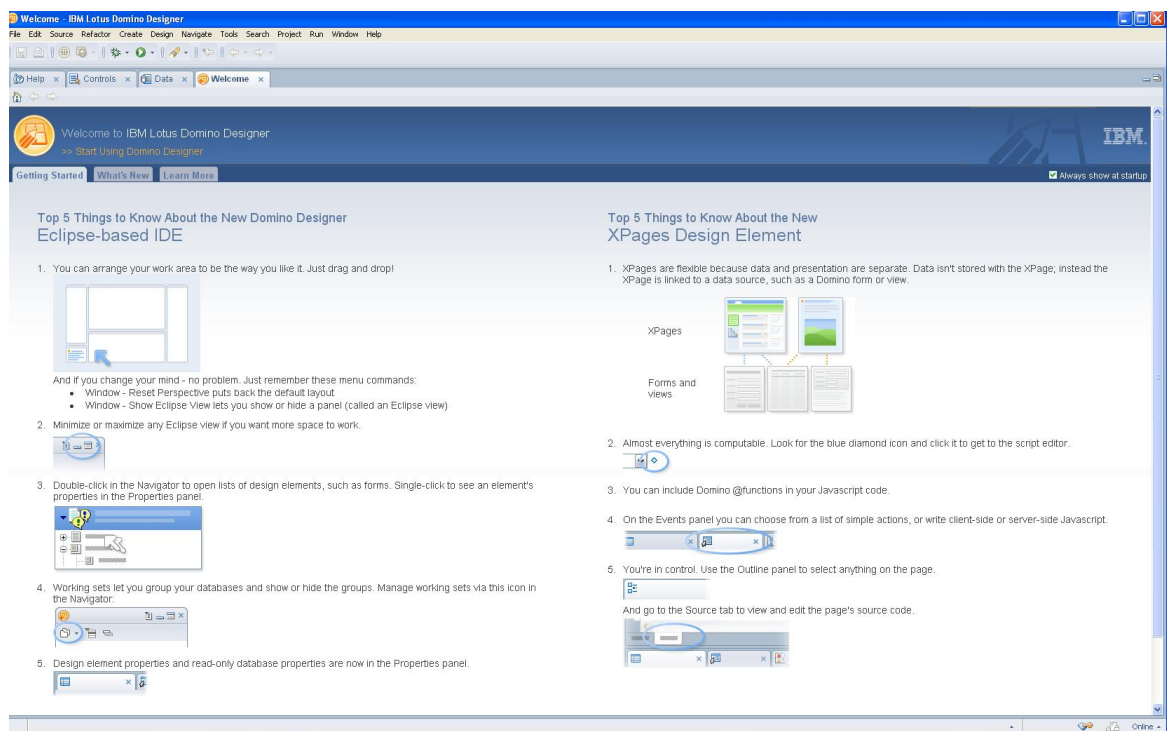 Welcome - IBM Lotus Domino Designer
File Edit Source Refactor Create Design Navigate Tools Search Project Run Window Help
Help Controls Data Welcome
Welcome to IBM Lotus Domino Designer
>> Start Using Domino Designer
IBM.
Getting Started What's New Learn More
Always show at startup
Top 5 Things to Know About the New Domino Designer
Eclipse-based IDE
1. You can arrange your work area to be the way you like it. Just drag and drop!
And if you change your mind - no problem. Just remember these menu commands:
• Window - Reset Perspective puts back the default layout
• Window - Show Eclipse View lets you show or hide a panel (called an Eclipse view)
2. Minimize or maximize any Eclipse view if you want more space to work.
3. Double-click in the Navigator to open lists of design elements, such as forms. Single-click to see an element's
properties in the Properties panel.
4. Working sets let you group your databases and show or hide the groups. Manage working sets via this icon in
the Navigator:
5. Design element properties and read-only database properties are now in the Properties panel.
Top 5 Things to Know About the New
XPages Design Element
1. XPages are flexible because data and presentation are separate. Data isn't stored with the XPage; instead the
XPage is linked to a data source, such as a Domino form or view.
XPages
Forms and
views
2. Almost everything is computable. Look for the blue diamond icon and click it to get to the script editor.
3. You can include Domino @functions in your Javascript code.
4. On the Events panel you can choose from a list of simple actions, or write client-side or server-side Javascript.
5. You're in control. Use the Outline panel to select anything on the page.
And go to the Source tab to view and edit the page's source code.
Online